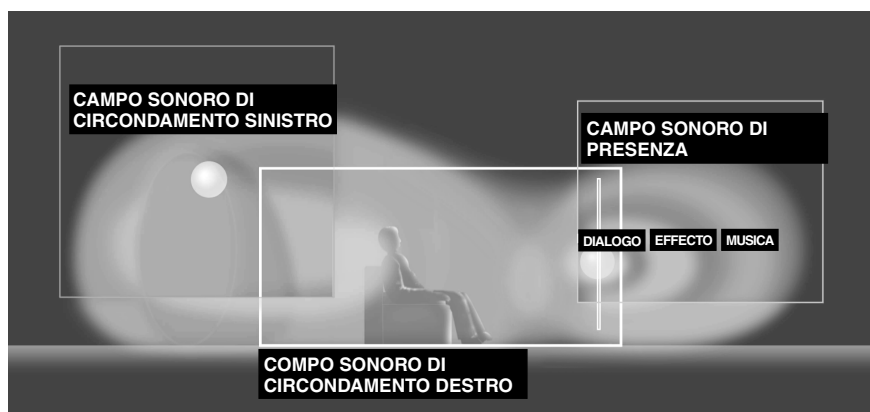 CAMPO SONORO DI
CIRCONDAMENTO SINISTRO
CAMPO SONORO DI
PRESENZA
DIALOGO EFFECTO MUSICA
COMPO SONORO DI
CIRCONDAMENTO DESTRO